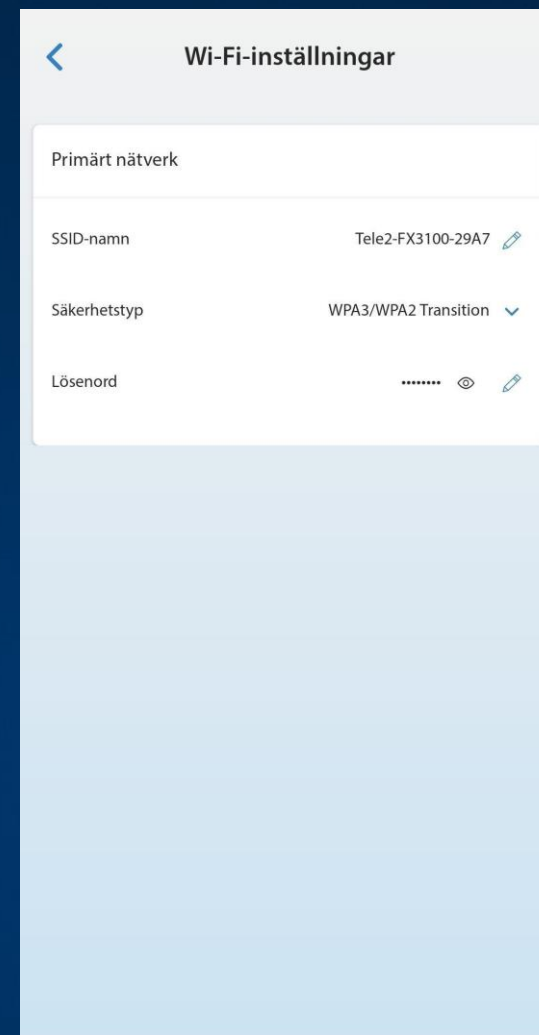 Wi-Fi-inställningar
Primärt nätverk
SSID-namn Tele2-FX3100-29A7
Säkerhetstyp WPA3/WPA2 Transition
Lösenord ••••••••